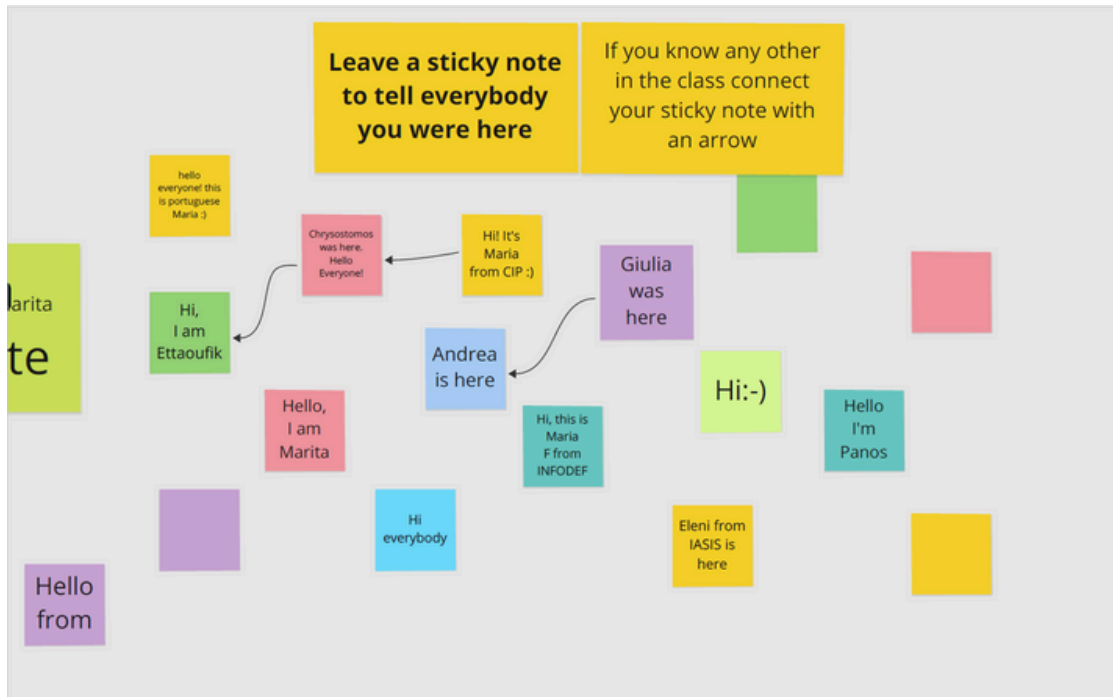 Leave a sticky note
to tell everybody
you were here
If you know any other
in the class connect
your sticky note with
an arrow
hello
everyone! this
is portuguese
Maria :)
Chrysostomos
was here.
Hello
Everyone!
Hi! It's
Maria
from CIP :)
Giulia
was
here
arita
te
Hi,
I am
Ettaoufik
Andrea
is here
Hi:-)
Hello,
I am
Marita
Hi, this is
Maria
F from
INFODEF
Hello
I'm
Panos
Hi
everybody
Eleni from
IASIS is
here
Hello
from